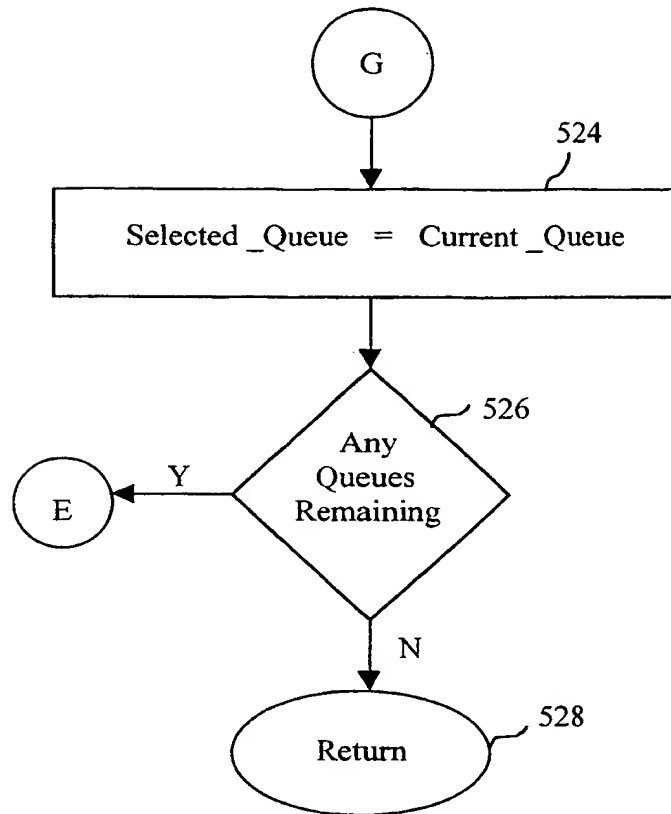 G
524
Selected _Queue = Current _Queue
526
Any
Queues
Remaining
Y
E
N
528
Return